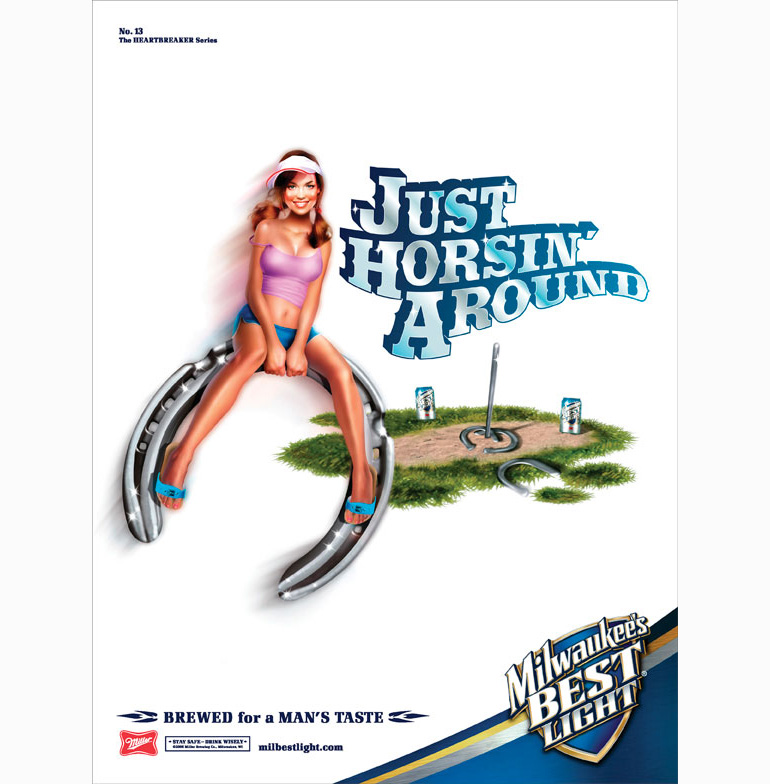 No. 13
The HEARTBREAKER Series
JUST
HORSIN'
AROUND
Milwaukee's
BEST
LIGHT
BREWED for a MAN'S TASTE
Miller
STAY SAFE – DRINK WISELY
milbestlight.com